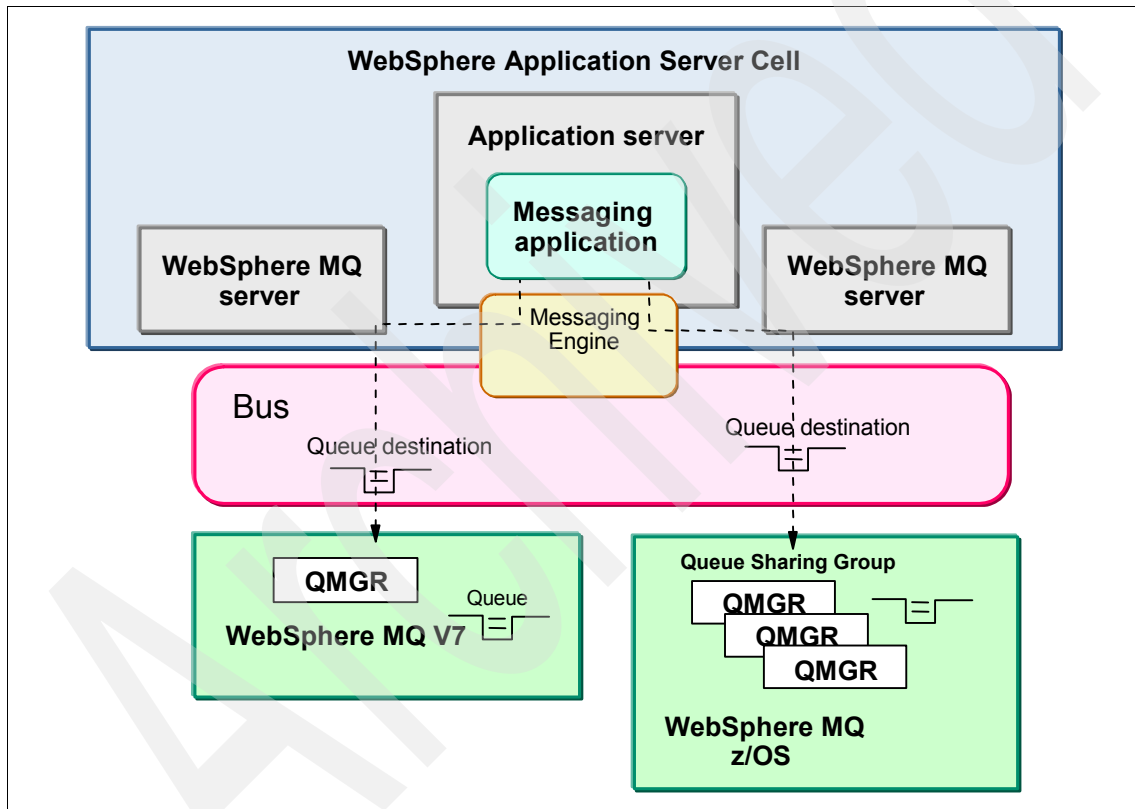 WebSphere Application Server Cell
Application server
Messaging
application
WebSphere MQ
server
WebSphere MQ
server
Messaging
Engine
Bus
Queue destination
Queue destination
QMGR
Queue
WebSphere MQ V7
Queue Sharing Group
QMGR
QMGR
QMGR
WebSphere MQ
z/OS
Archived